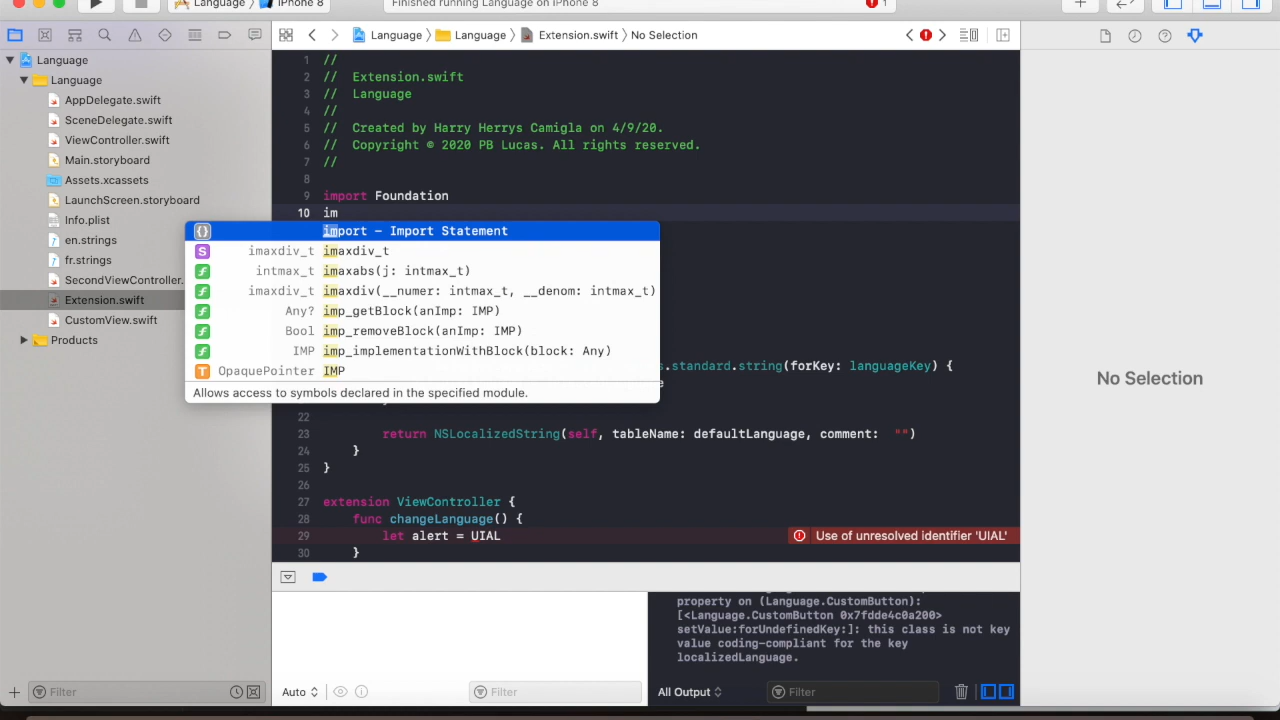 Language
iPhone 8
Finished running Language on iPhone 8
1
Language
Language
Extension.swift
No Selection
Language
Language
AppDelegate.swift
SceneDelegate.swift
ViewController.swift
Main.storyboard
Assets.xcassets
LaunchScreen.storyboard
Info.plist
en.strings
fr.strings
SecondViewController.
Extension.swift
CustomView.swift
Products
1 //
2 // Extension.swift
3 // Language
4 //
5 // Created by Harry Herrys Camigla on 4/9/20.
6 // Copyright © 2020 PB Lucas. All rights reserved.
7 //
8
9 import Foundation
10 im
{} import – Import Statement
S imaxdiv_t imaxdiv_t
f intmax_t imaxabs(j: intmax_t)
f imaxdiv_t imaxdiv(__numer: intmax_t, __denom: intmax_t)
f Any? imp_getBlock(anImp: IMP)
f Bool imp_removeBlock(anImp: IMP)
f IMP imp_implementationWithBlock(block: Any)
T OpaquePointer IMP
Allows access to symbols declared in the specified module.
s.standard.string(forKey: languageKey) {
e
22
23 return NSLocalizedString(self, tableName: defaultLanguage, comment: "")
24 }
25 }
26
27 extension ViewController {
28 func changeLanguage() {
29 let alert = UIAL
Use of unresolved identifier 'UIAL'
30 }
No Selection
property on (Language.CustomButton):
[<Language.CustomButton 0x7fdde4c0a200>
setValue:forUndefinedKey:]: this class is not key
value coding-compliant for the key
localizedLanguage.
Filter
Auto
Filter
All Output
Filter